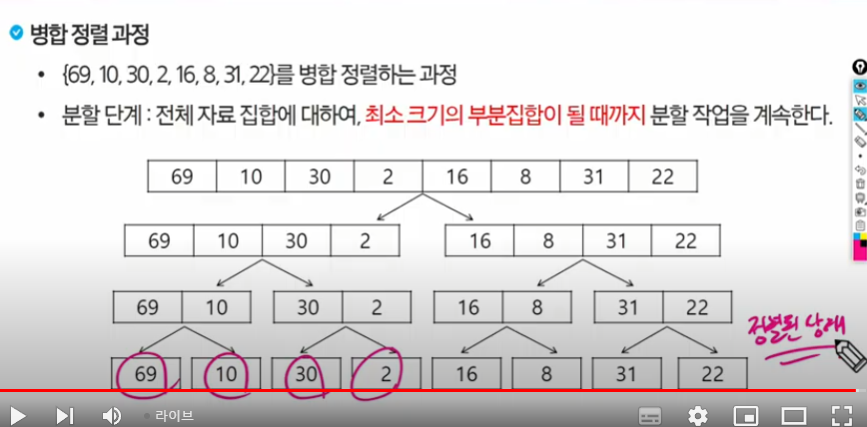 병합 정렬 과정
• {69, 10, 30, 2, 16, 8, 31, 22}를 병합 정렬하는 과정
• 분할 단계 : 전체 자료 집합에 대하여, 최소 크기의 부분집합이 될 때까지 분할 작업을 계속한다.
69 10 30 2 16 8 31 22
69 10 30 2 16 8 31 22
69 10 30 2 16 8 31 22
정렬된 상태
69 10 30 2 16 8 31 22
라이브